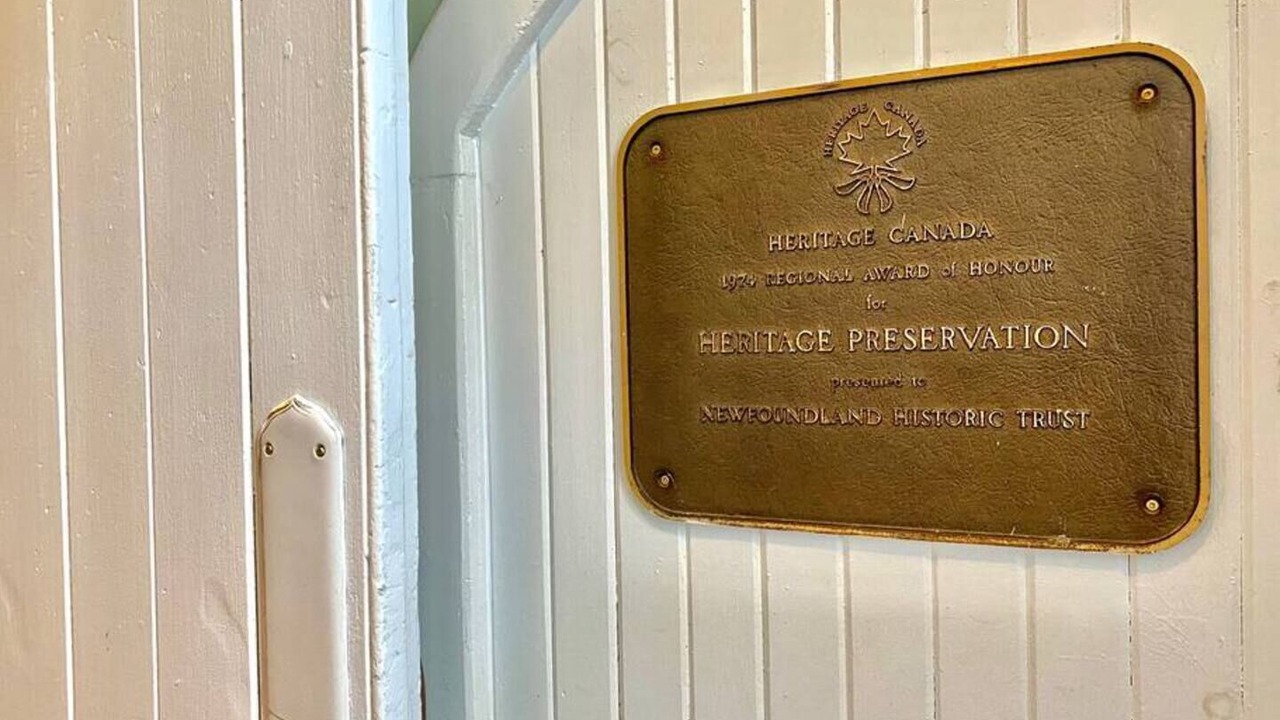 HERITAGE CANADA
HERITAGE CANADA
1974 REGIONAL AWARD of HONOUR
for
HERITAGE PRESERVATION
presented to
NEWFOUNDLAND HISTORIC TRUST